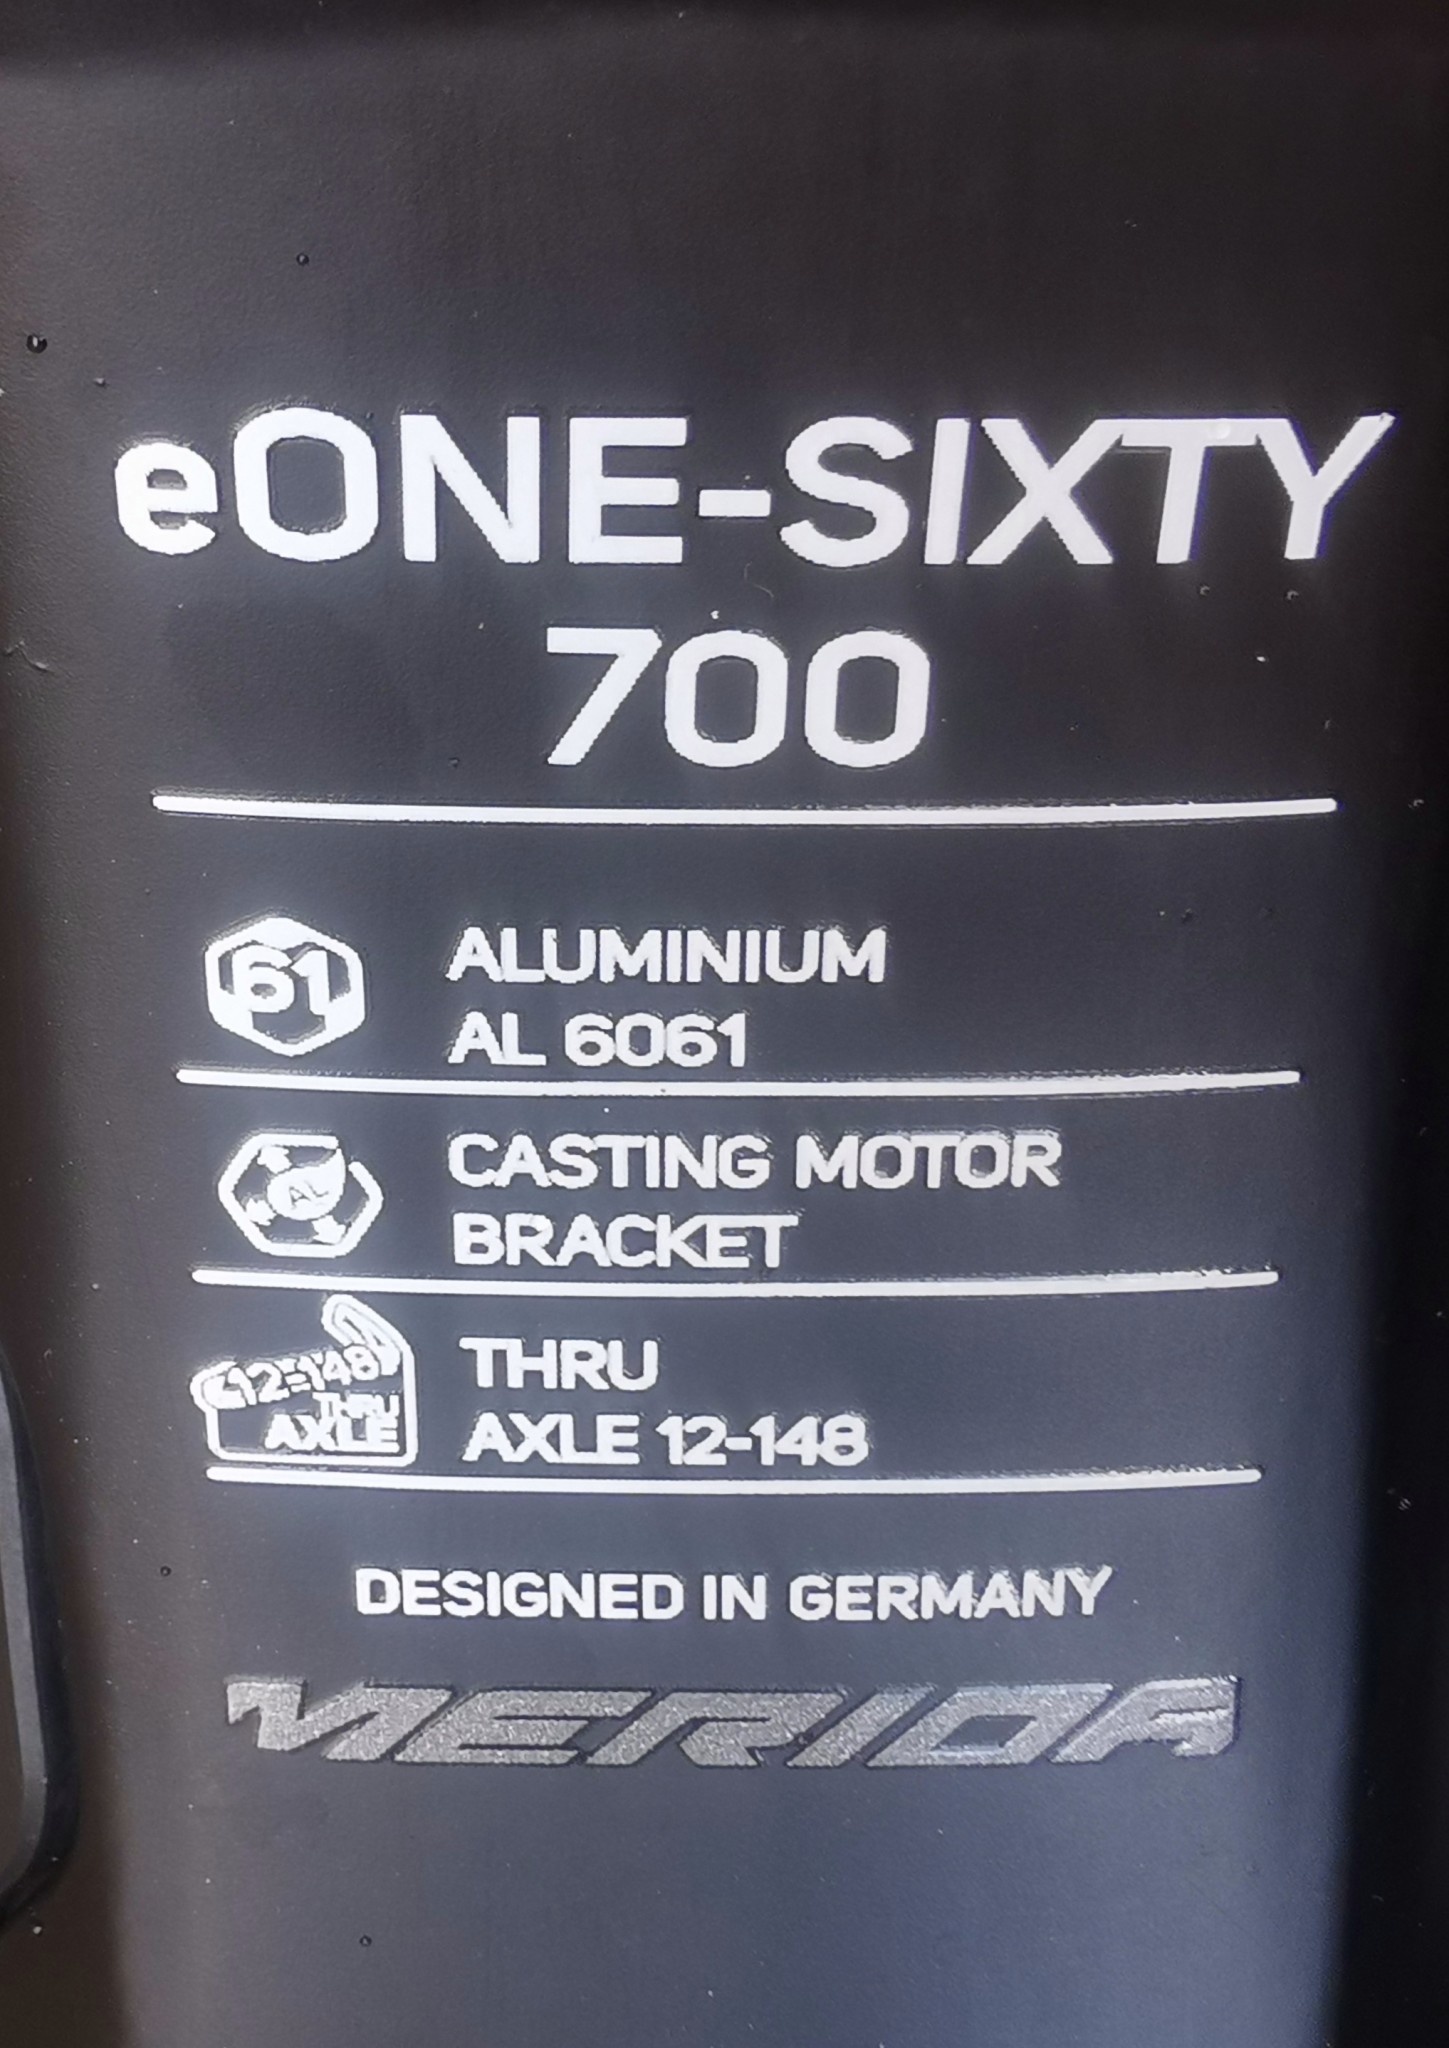 eONE-SIXTY
700
61
ALUMINIUM
AL 6061
AL
CASTING MOTOR
BRACKET
12-148
THRU
AXLE
THRU
AXLE 12-148
DESIGNED IN GERMANY
MERIDA